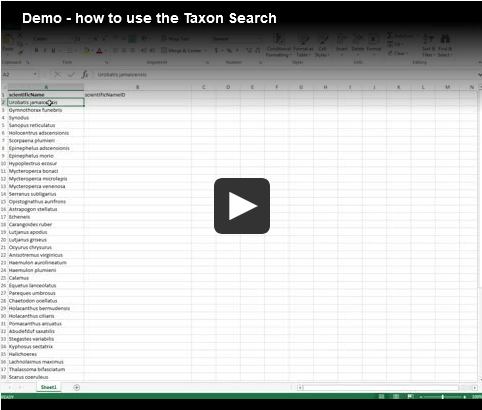 Demo - how to use the Taxon Search
A2
Urobatis jamaicensis
A B C D E F G H I J K L M N
1 scientificName scientificNameID
2 Urobatis jamaicensis
3 Gymnothorax funebris
4 Synodus
5 Sanopus reticulatus
6 Holocentrus adscensionis
7 Scorpaena plumieri
8 Epinephelus adscensionis
9 Epinephelus morio
10 Hypoplectrus ecosur
11 Mycteroperca bonaci
12 Mycteroperca microlepis
13 Mycteroperca venenosa
14 Serranus subligarius
15 Opistognathus aurifrons
16 Astrapogon stellatus
17 Echeneis
18 Carangoides ruber
19 Lutjanus apodus
20 Lutjanus griseus
21 Ocyurus chrysurus
22 Anisotremus virginicus
23 Haemulon aurolineatum
24 Haemulon plumieri
25 Calamus
26 Equetus lanceolatus
27 Pareques umbrosus
28 Chaetodon ocellatus
29 Holacanthus bermudensis
30 Holacanthus ciliaris
31 Pomacanthus arcuatus
32 Abudefduf saxatilis
33 Stegastes variabilis
34 Kyphosus sectatrix
35 Halichoeres
36 Lachnolaimus maximus
37 Thalassoma bifasciatum
38 Scarus coeruleus
Sheet1
READY
100%